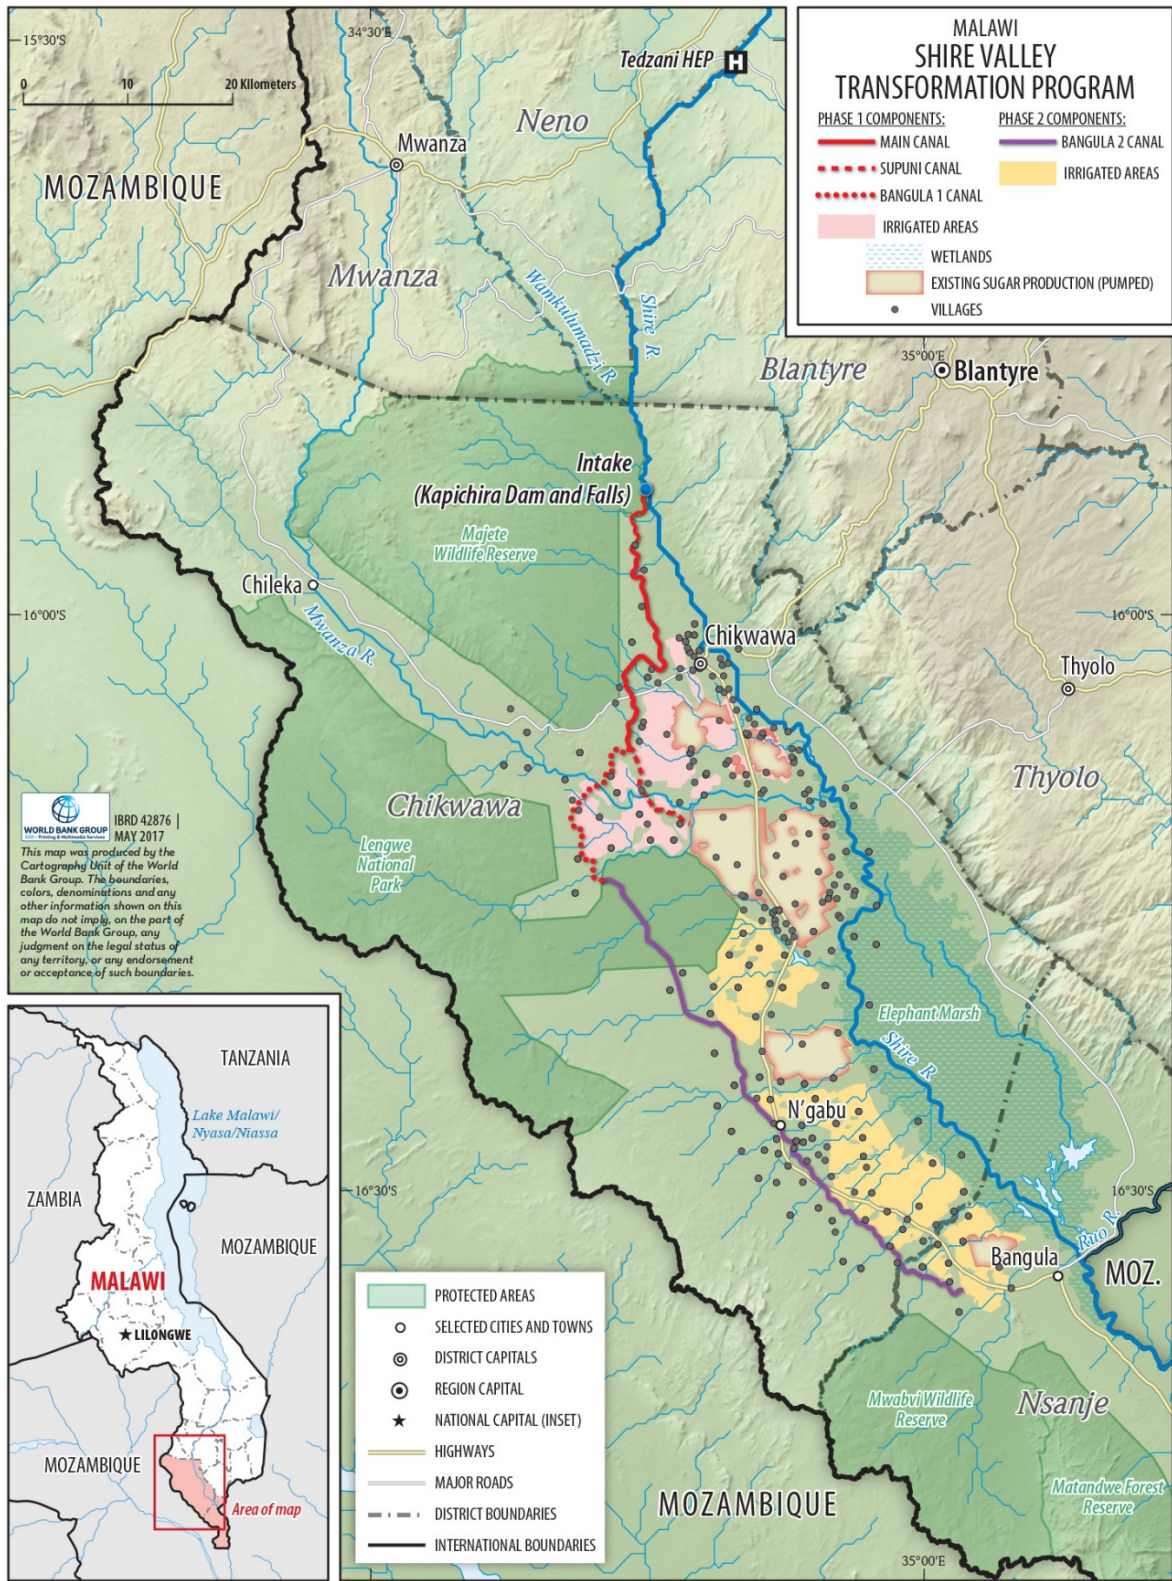 MALAWI
SHIRE VALLEY
TRANSFORMATION PROGRAM
PHASE 1 COMPONENTS:
MAIN CANAL
SUPUNI CANAL
BANGULA 1 CANAL
IRRIGATED AREAS
PHASE 2 COMPONENTS:
BANGULA 2 CANAL
IRRIGATED AREAS
WETLANDS
EXISTING SUGAR PRODUCTION (PUMPED)
VILLAGES
15°30'S
34°30'E
0
10
20 Kilometers
Tedzani HEP
H
Neno
Mwanza
MOZAMBIQUE
Mwanza
Wamkulumadzi R.
Shire R.
35°00'E
Blantyre
Blantyre
Intake
(Kapichira Dam and Falls)
Majete
Wildlife Reserve
Chileka
16°00'S
16°00'S
Mwanza R.
Chikwawa
Thyolo
Thyolo
Chikwawa
Lengwe
National
Park
WORLD BANK GROUP
IBRD 42876 |
MAY 2017
This map was produced by the
Cartography Unit of the World
Bank Group. The boundaries,
colors, denominations and any
other information shown on this
map do not imply, on the part of
the World Bank Group, any
judgment on the legal status of
any territory, or any endorsement
or acceptance of such boundaries.
Elephant Marsh
Shire R.
N'gabu
16°30'S
16°30'S
Ruo R.
Bangula
MOZ.
Mwabvi Wildlife
Reserve
Nsanje
Matandwe Forest
Reserve
MOZAMBIQUE
35°00'E
TANZANIA
Lake Malawi/
Nyasa/Niassa
ZAMBIA
MOZAMBIQUE
MALAWI
LILONGWE
MOZAMBIQUE
Area of map
PROTECTED AREAS
SELECTED CITIES AND TOWNS
DISTRICT CAPITALS
REGION CAPITAL
NATIONAL CAPITAL (INSET)
HIGHWAYS
MAJOR ROADS
DISTRICT BOUNDARIES
INTERNATIONAL BOUNDARIES